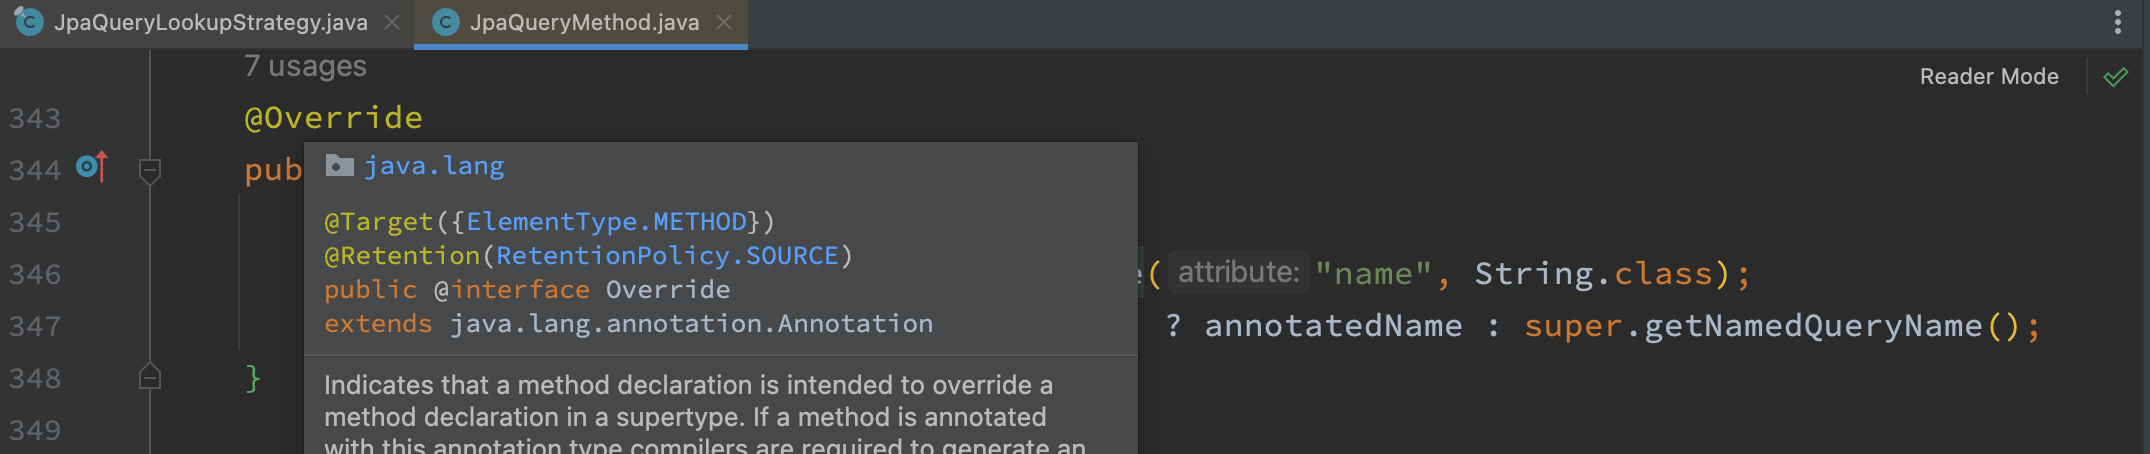 JpaQueryLookupStrategy.java JpaQueryMethod.java
7 usages
Reader Mode
343 @Override
344 pub
java.lang
345
@Target({ElementType.METHOD})
@Retention(RetentionPolicy.SOURCE)
346 e( attribute: "name", String.class);
public @interface Override
347 ? annotatedName : super.getNamedQueryName();
extends java.lang.annotation.Annotation
348 }
Indicates that a method declaration is intended to override a
method declaration in a supertype. If a method is annotated
349
with this annotation type compilers are required to generate an